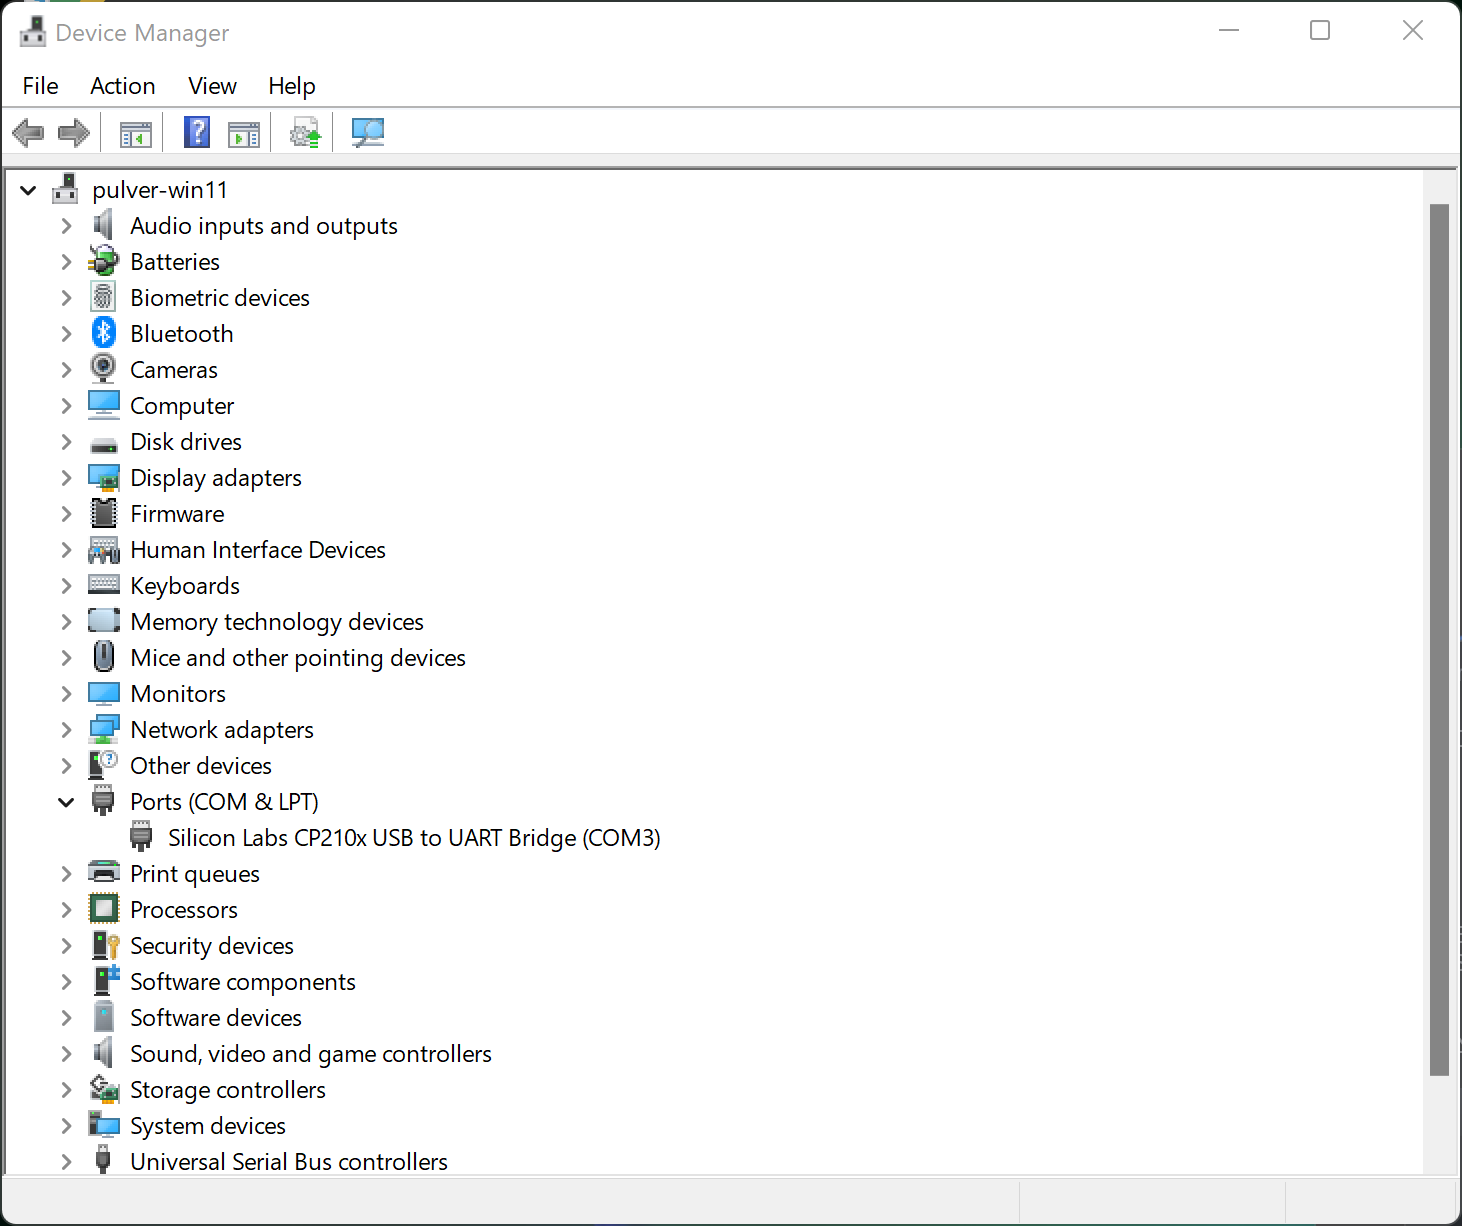 Device Manager
File Action View Help
pulver-win11
Audio inputs and outputs
Batteries
Biometric devices
Bluetooth
Cameras
Computer
Disk drives
Display adapters
Firmware
Human Interface Devices
Keyboards
Memory technology devices
Mice and other pointing devices
Monitors
Network adapters
Other devices
Ports (COM & LPT)
Silicon Labs CP210x USB to UART Bridge (COM3)
Print queues
Processors
Security devices
Software components
Software devices
Sound, video and game controllers
Storage controllers
System devices
Universal Serial Bus controllers